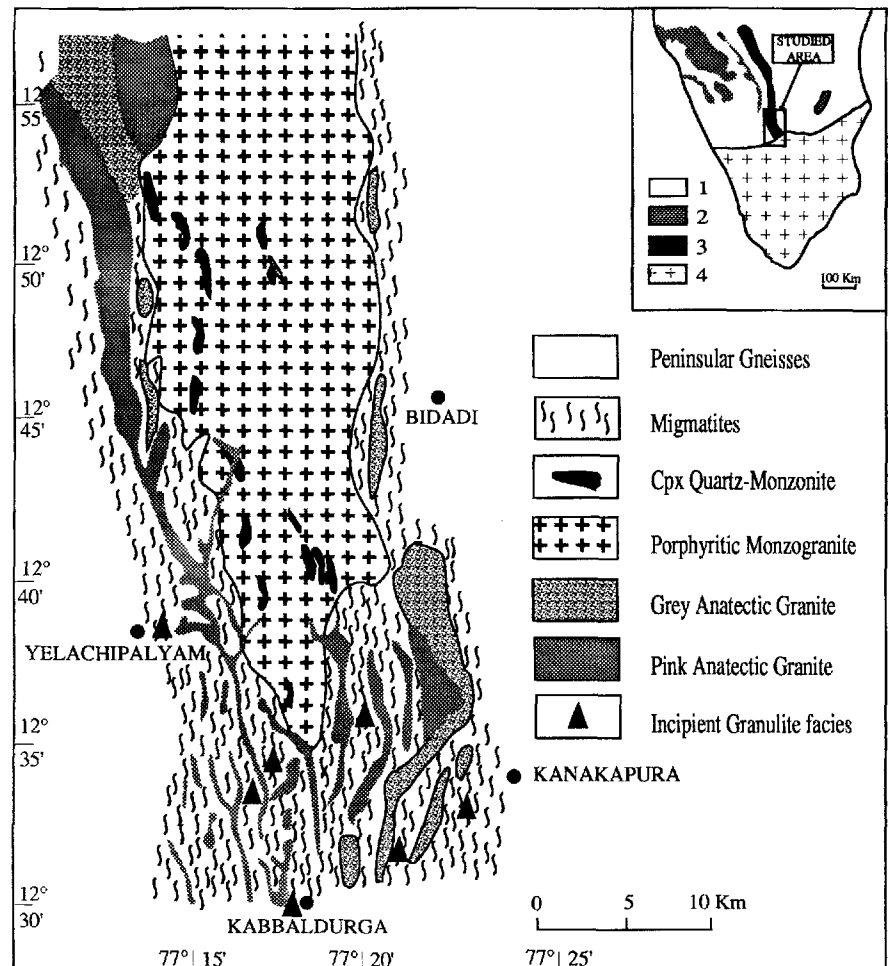 12°
55'
12°
50'
12°
45'
12°
40'
12°
35'
12°
30'
77° 15'
77° 20'
77° 25'
BIDADI
YELACHIPALYAM
KANAKAPURA
KABBALDURGA
STUDIED
AREA
1
2
3
4
100 Km
Peninsular Gneisses
Migmatites
Cpx Quartz-Monzonite
Porphyritic Monzogranite
Grey Anatectic Granite
Pink Anatectic Granite
Incipient Granulite facies
0 5 10 Km